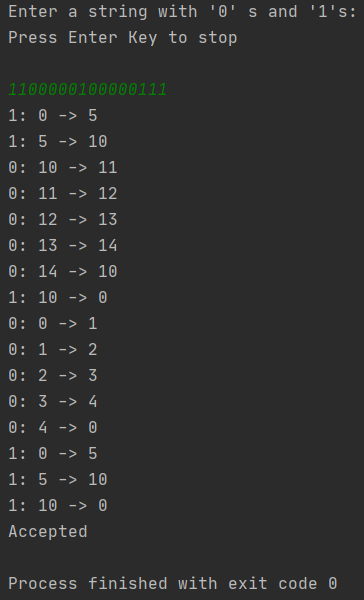 Enter a string with '0' s and '1's:
Press Enter Key to stop
1100000100000111
1: 0 -> 5
1: 5 -> 10
0: 10 -> 11
0: 11 -> 12
0: 12 -> 13
0: 13 -> 14
0: 14 -> 10
1: 10 -> 0
0: 0 -> 1
0: 1 -> 2
0: 2 -> 3
0: 3 -> 4
0: 4 -> 0
1: 0 -> 5
1: 5 -> 10
1: 10 -> 0
Accepted
Process finished with exit code 0